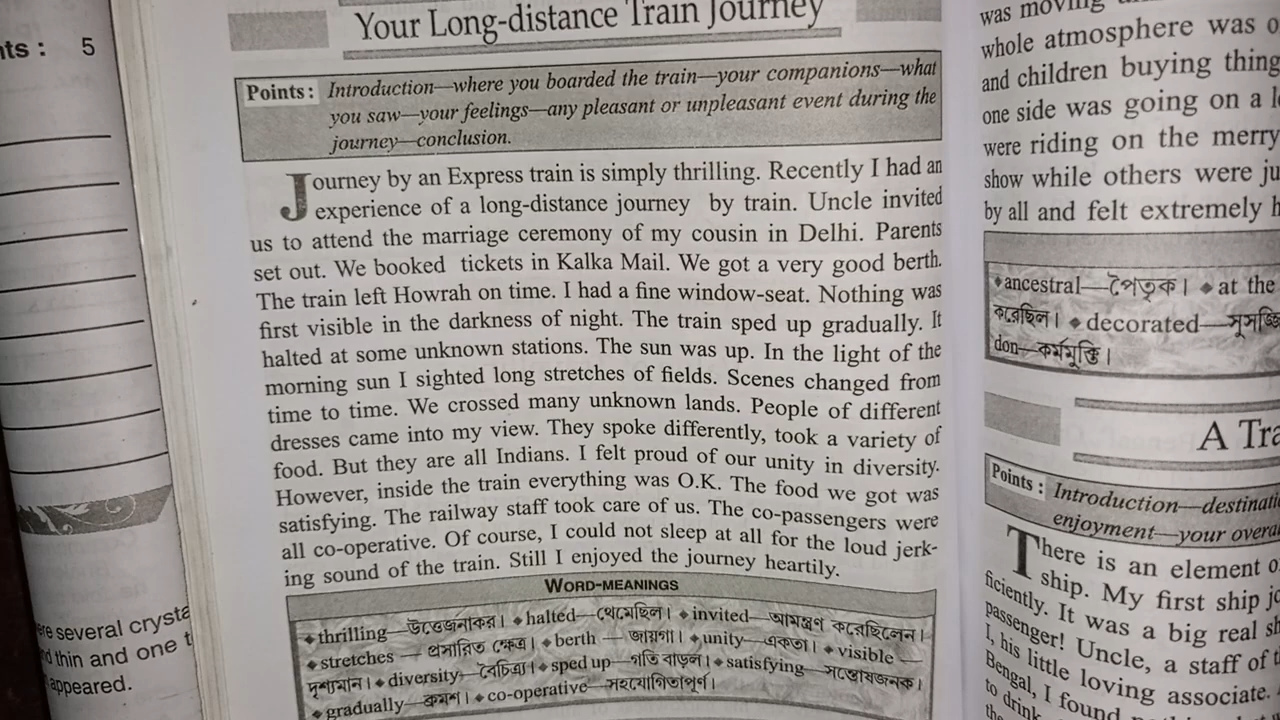 nts : 5
several crysta
thin and one t
appeared.
Your Long-distance Train Journey
Points : Introduction—where you boarded the train—your companions—what
you saw—your feelings—any pleasant or unpleasant event during the
journey—conclusion.
Journey by an Express train is simply thrilling. Recently I had an
experience of a long-distance journey by train. Uncle invited
us to attend the marriage ceremony of my cousin in Delhi. Parents
set out. We booked tickets in Kalka Mail. We got a very good berth.
The train left Howrah on time. I had a fine window-seat. Nothing was
first visible in the darkness of night. The train sped up gradually. It
halted at some unknown stations. The sun was up. In the light of the
morning sun I sighted long stretches of fields. Scenes changed from
time to time. We crossed many unknown lands. People of different
dresses came into my view. They spoke differently, took a variety of
food. But they are all Indians. I felt proud of our unity in diversity.
However, inside the train everything was O.K. The food we got was
satisfying. The railway staff took care of us. The co-passengers were
all co-operative. Of course, I could not sleep at all for the loud jerk-
ing sound of the train. Still I enjoyed the journey heartily.
WORD-MEANINGS
◆thrilling—উত্তেজনাকর। ◆halted—থেমেছিল। ◆invited—আমন্ত্রণ করেছিলেন।
◆stretches — প্রসারিত ক্ষেত্র। ◆berth — জায়গা। ◆unity—একতা। ◆visible —
দৃশ্যমান। ◆diversity—বৈচিত্র্য। ◆sped up—গতি বাড়ল। ◆satisfying—সন্তোষজনক।
◆gradually—ক্রমশ। ◆co-operative—সহযোগিতাপূর্ণ।
was moving
whole atmosphere was o
and children buying thing
one side was going on a l
were riding on the merry
show while others were ju
by all and felt extremely h
◆ancestral—পৈতৃক। ◆at the
করেছিল। ◆decorated—সুসজ্জি
don—কর্মমুক্তি।
A Tra
Points : Introduction—destinati
enjoyment—your overa
There is an element o
ship. My first ship jo
ficiently. It was a big real sh
passenger! Uncle, a staff of t
I, his little loving associate.
Bengal, I found
to drink